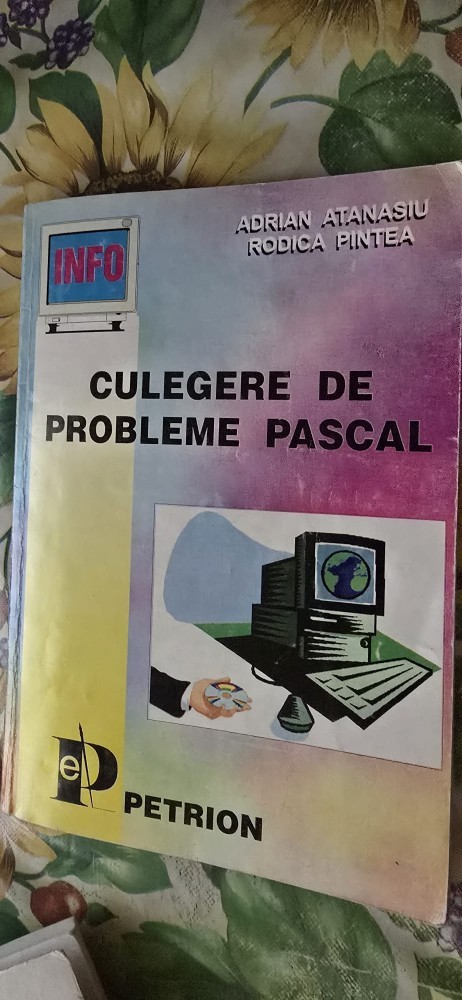 ADRIAN ATANASIU
RODICA PINTEA
INFO
CULEGERE DE
PROBLEME PASCAL
eP
PETRION